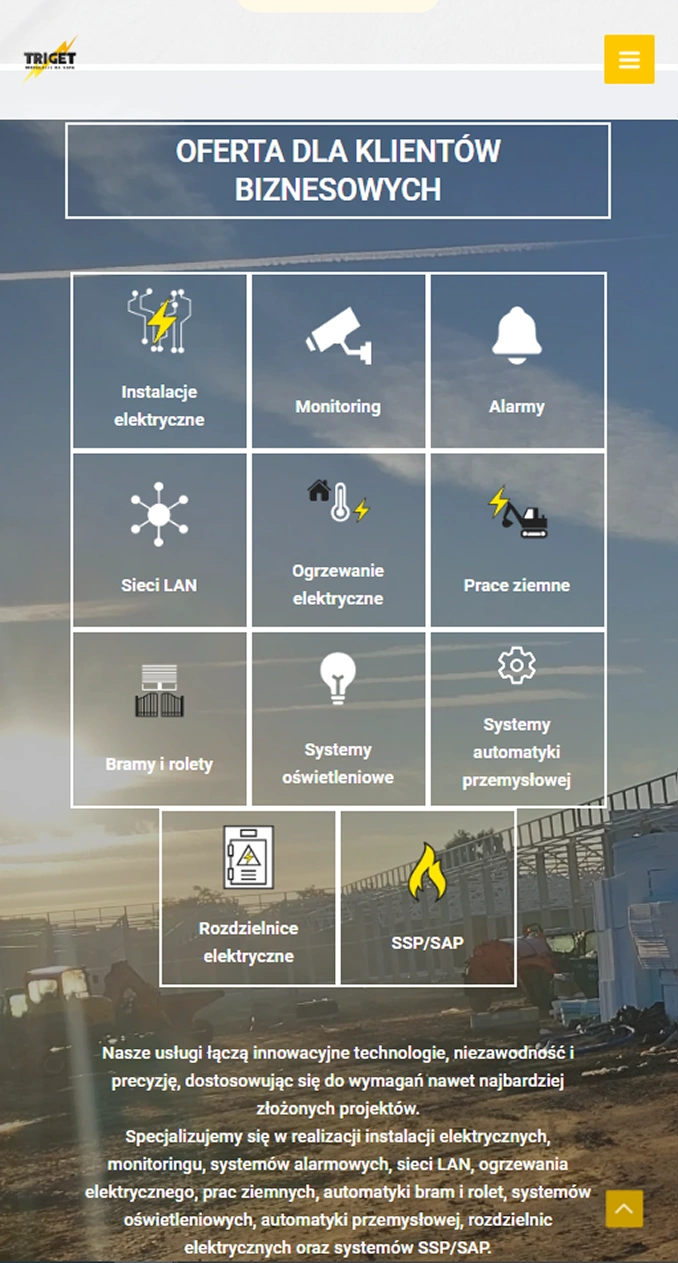 TRIGET
OFERTA DLA KLIENTÓW
BIZNESOWYCH
Instalacje
elektryczne
Monitoring
Alarmy
Sieci LAN
Ogrzewanie
elektryczne
Prace ziemne
Bramy i rolety
Systemy
oświetleniowe
Systemy
automatyki
przemysłowej
Rozdzielnice
elektryczne
SSP/SAP
Nasze usługi łączą innowacyjne technologie, niezawodność i
precyzję, dostosowując się do wymagań nawet najbardziej
złożonych projektów.
Specjalizujemy się w realizacji instalacji elektrycznych,
monitoringu, systemów alarmowych, sieci LAN, ogrzewania
elektrycznego, prac ziemnych, automatyki bram i rolet, systemów
oświetleniowych, automatyki przemysłowej, rozdzielnic
elektrycznych oraz systemów SSP/SAP.